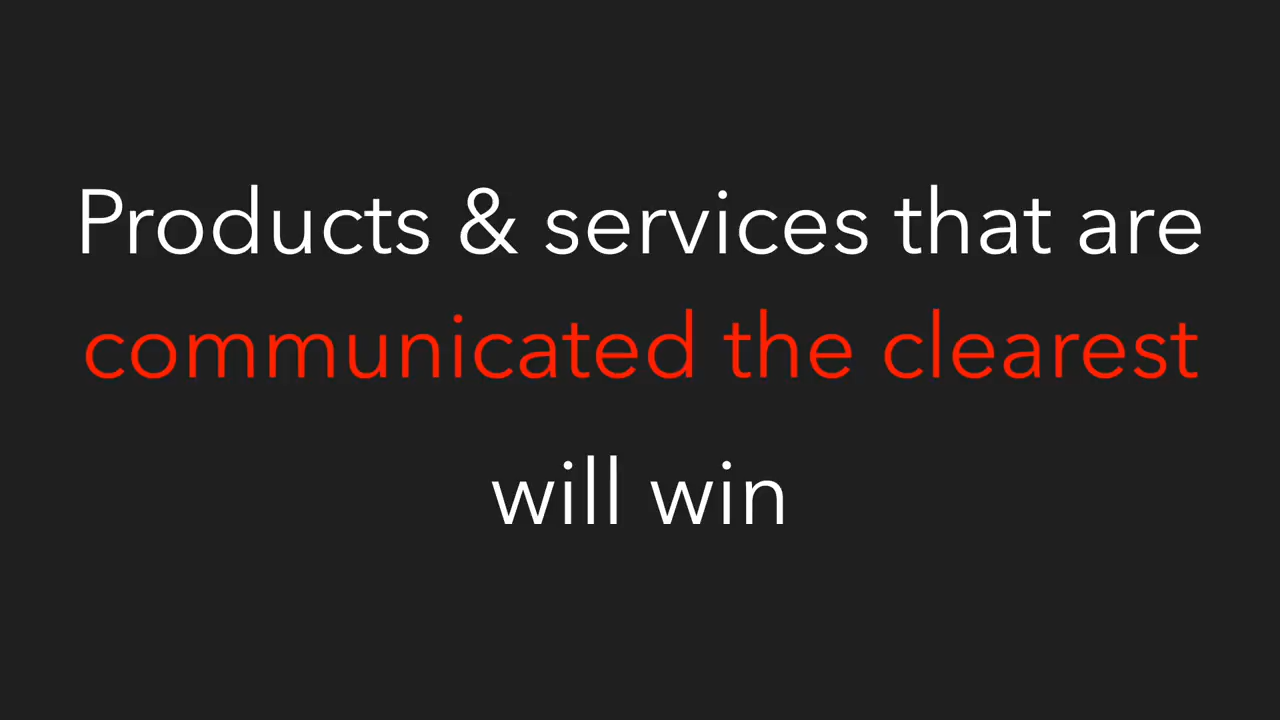 Products & services that are
communicated the clearest
will win